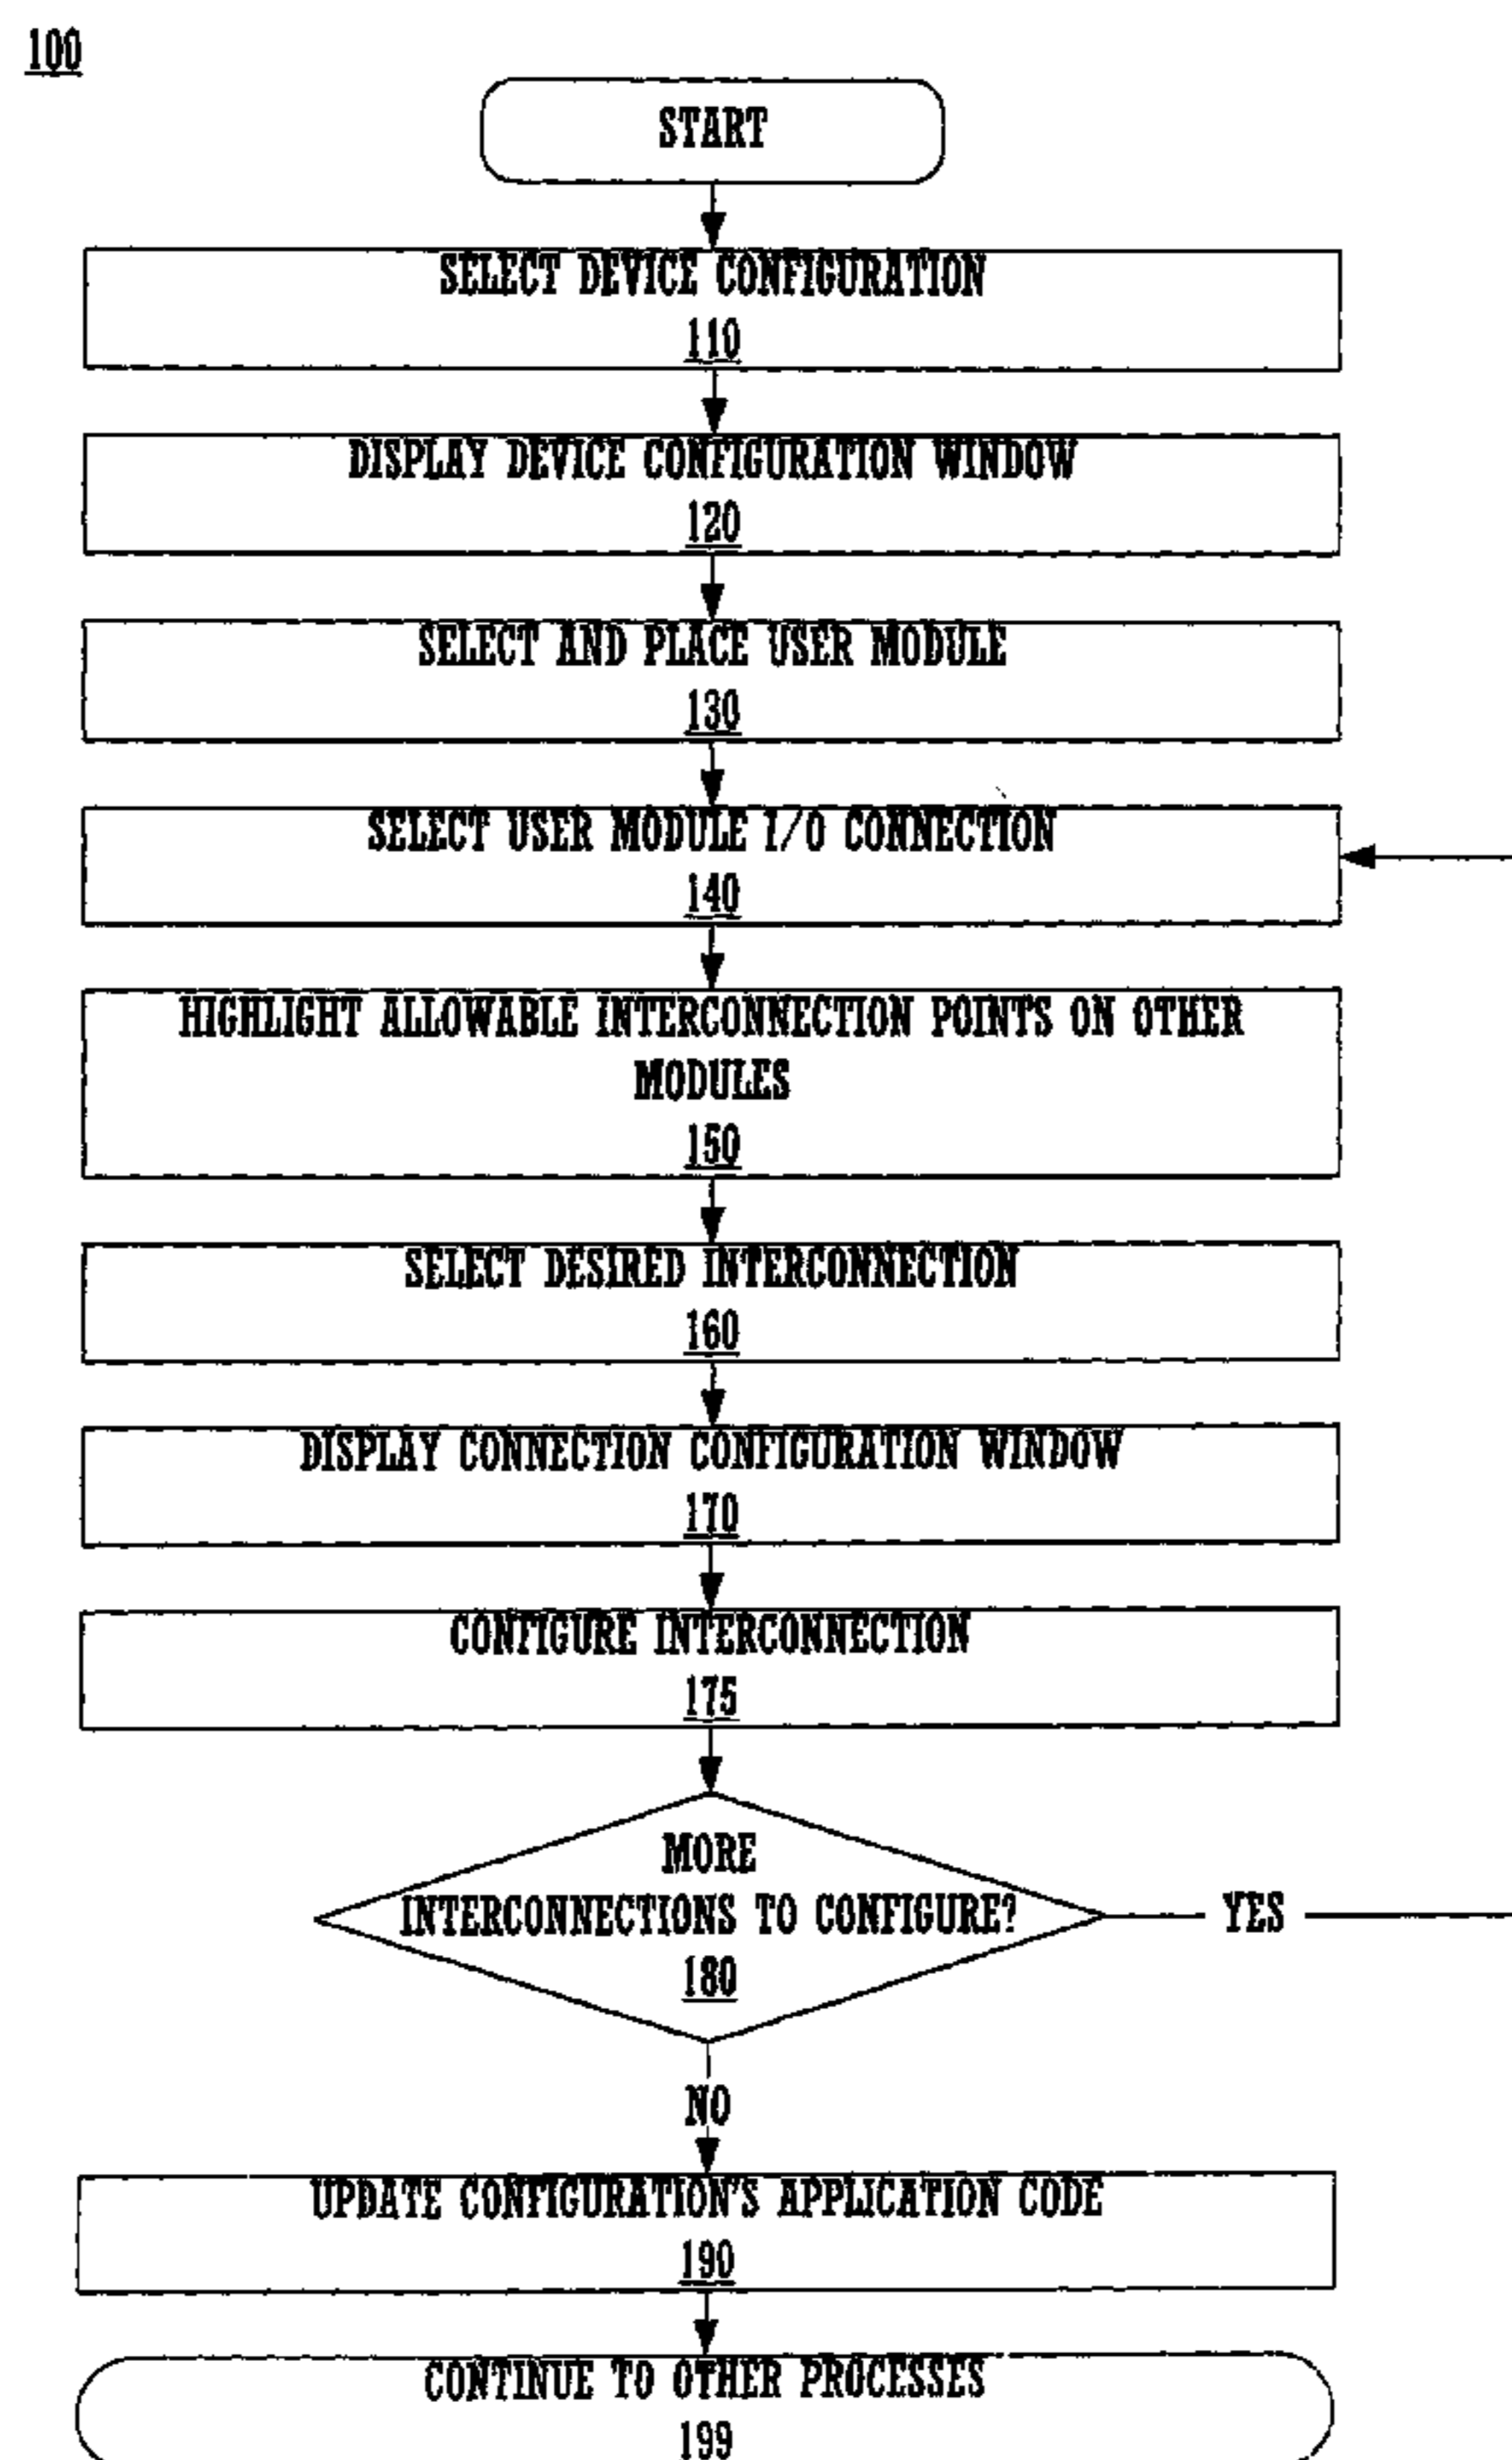 100
START
SELECT DEVICE CONFIGURATION
110
DISPLAY DEVICE CONFIGURATION WINDOW
120
SELECT AND PLACE USER MODULE
130
SELECT USER MODULE I/O CONNECTION
140
HIGHLIGHT ALLOWABLE INTERCONNECTION POINTS ON OTHER
MODULES
150
SELECT DESIRED INTERCONNECTION
160
DISPLAY CONNECTION CONFIGURATION WINDOW
170
CONFIGURE INTERCONNECTION
175
MORE
INTERCONNECTIONS TO CONFIGURE?
180
YES
NO
UPDATE CONFIGURATION'S APPLICATION CODE
190
CONTINUE TO OTHER PROCESSES
199